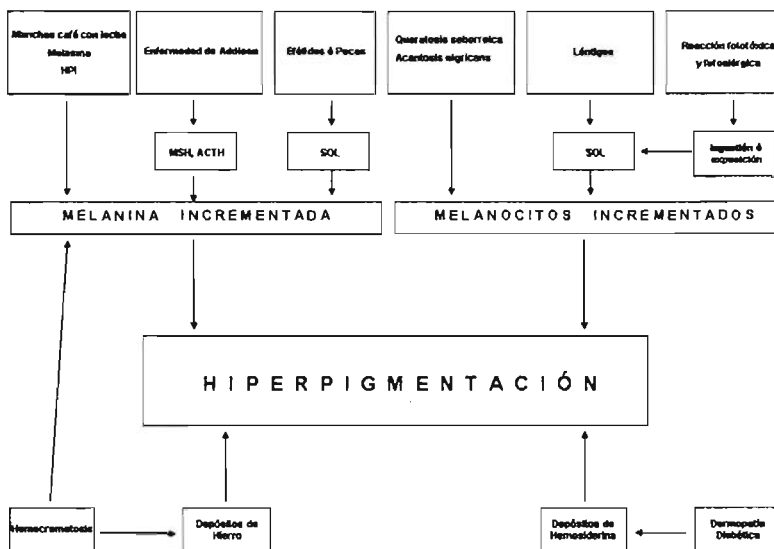 Manchas café con leche
Melasma
HPI
Enfermedad de Addison
Efélides ó Pecas
Queratosis seborreica
Acantosis nigricans
Léntigos
Reacción fototóxica
y fotoalérgica
MSH, ACTH
SOL
SOL
Ingestión ó
exposición
MELANINA INCREMENTADA
MELANOCITOS INCREMENTADOS
HIPERPIGMENTACIÓN
Hemocromatosis
Depósitos de
Hierro
Depósitos de
Hemosiderina
Dermopatía
Diabética